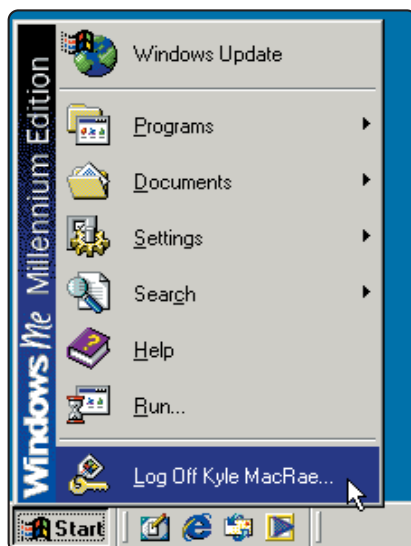 Windows Me Millennium Edition
Windows Update
Programs
Documents
Settings
Search
Help
Run...
Log Off Kyle MacRae...
Start